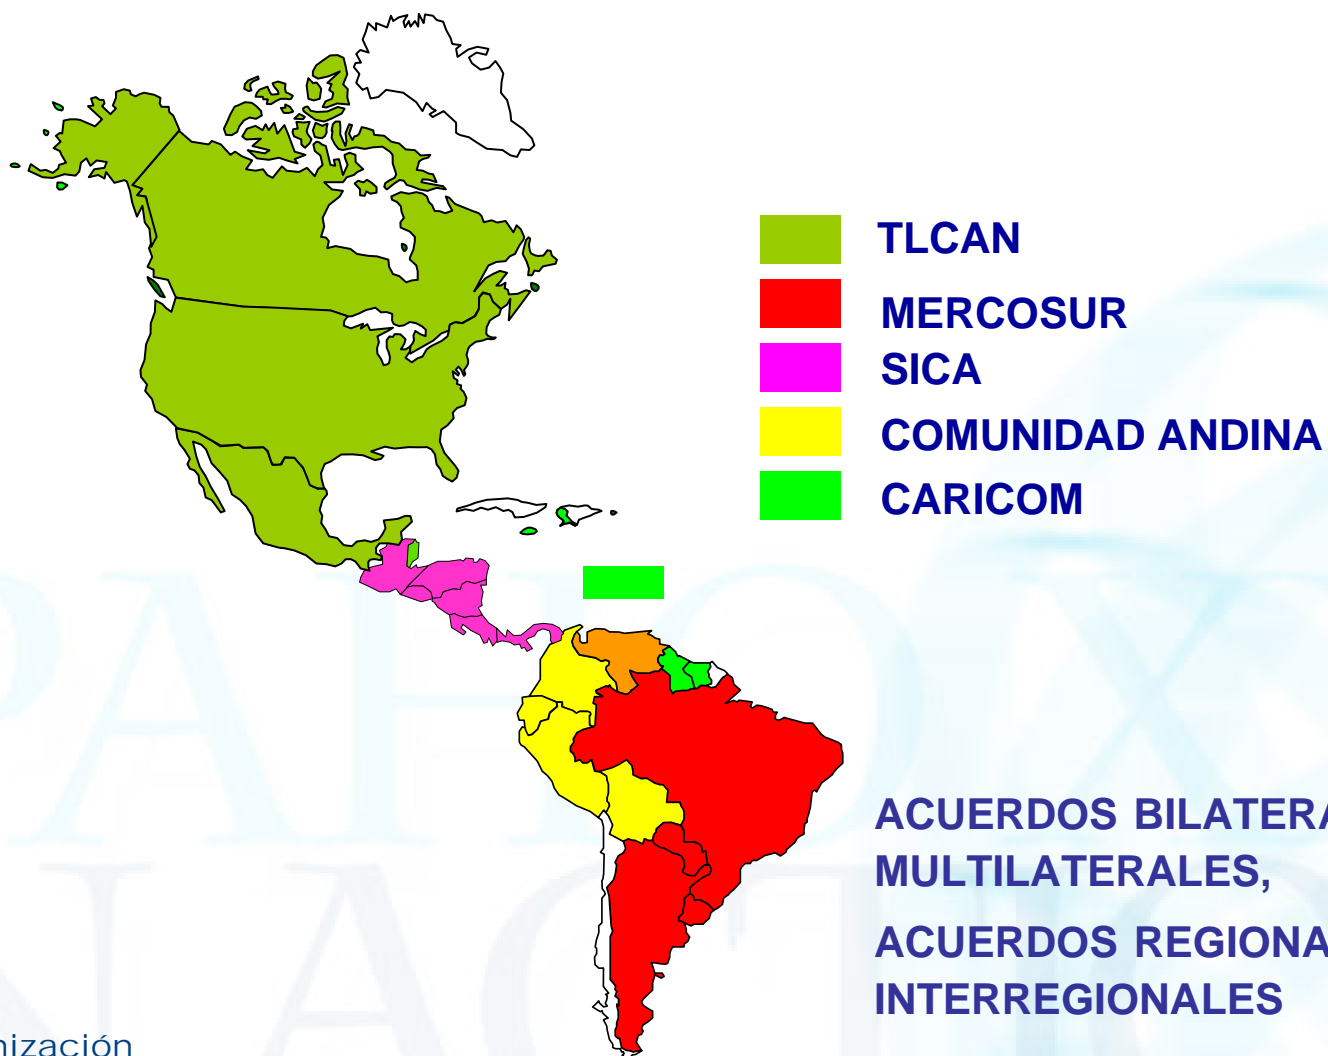 TLCAN
MERCOSUR
SICA
COMUNIDAD ANDINA
CARICOM
ACUERDOS BILATERA
MULTILATERALES,
ACUERDOS REGIONA
INTERREGIONALES
nización